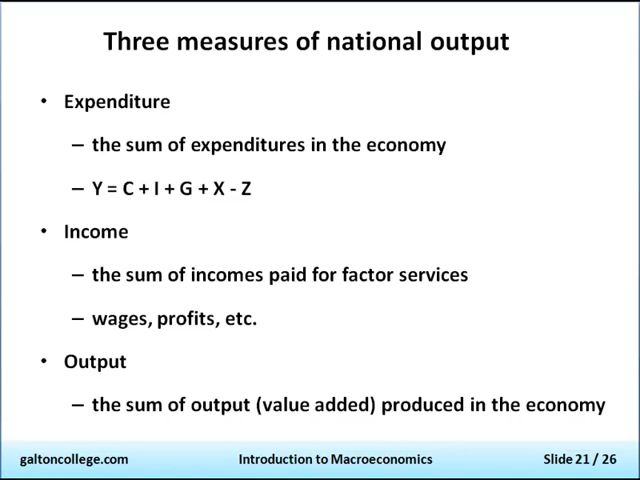 Three measures of national output
• Expenditure
– the sum of expenditures in the economy
– Y = C + I + G + X - Z
• Income
– the sum of incomes paid for factor services
– wages, profits, etc.
• Output
– the sum of output (value added) produced in the economy
galtoncollege.com Introduction to Macroeconomics Slide 21 / 26